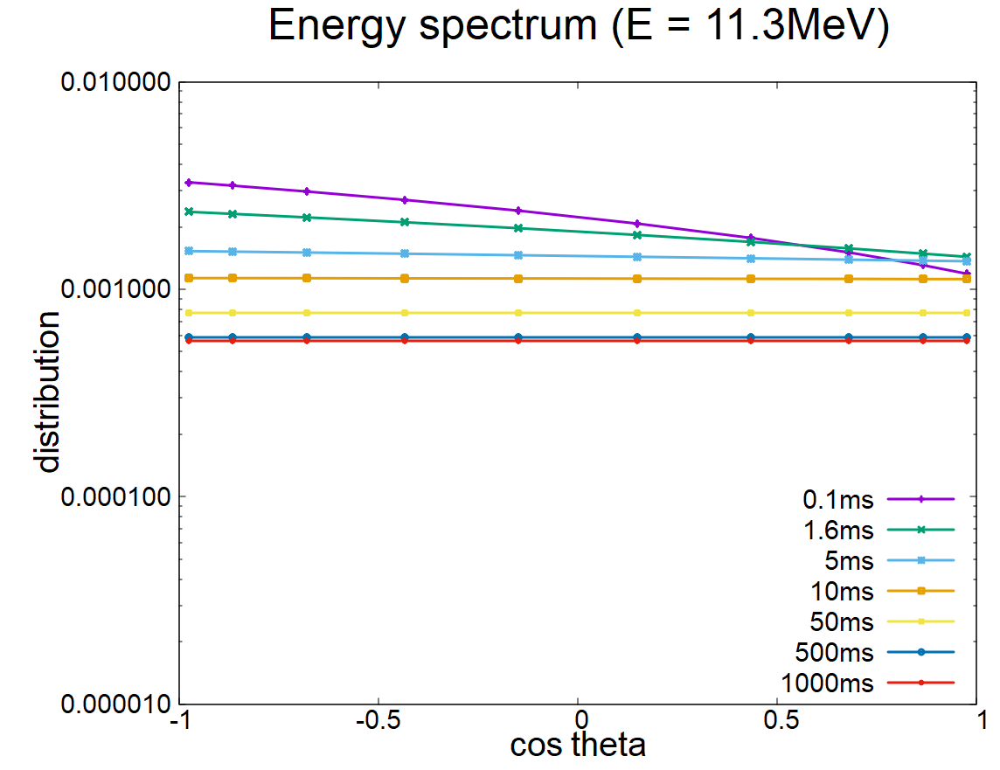 Energy spectrum (E = 11.3MeV)
0.010000
0.001000
0.000100
0.000010
distribution
-1
-0.5
0
0.5
1
cos theta
0.1ms
1.6ms
5ms
10ms
50ms
500ms
1000ms